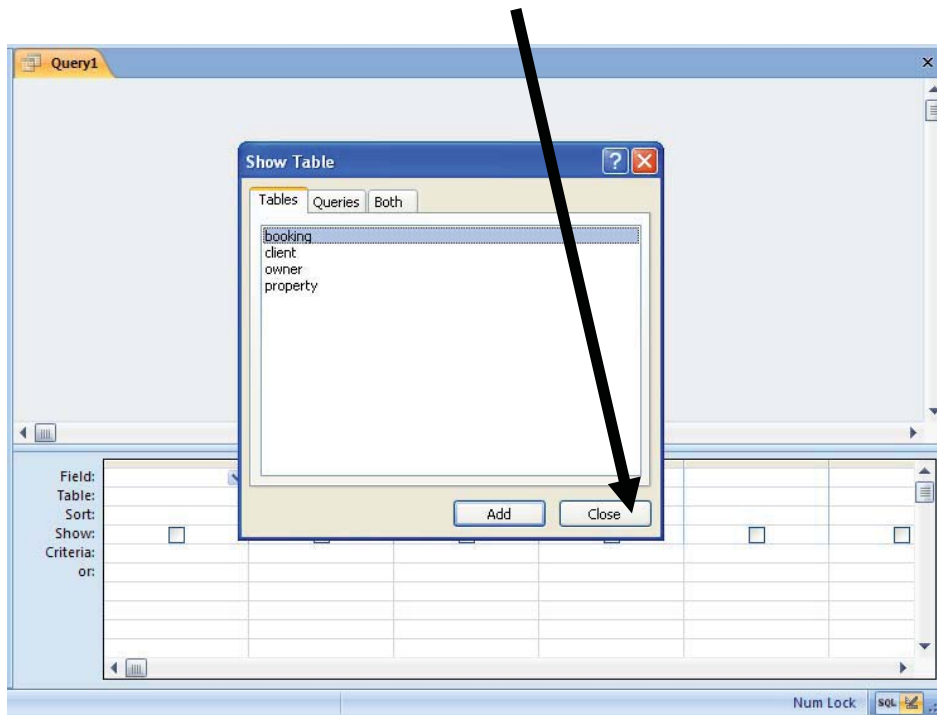 Query1
Show Table
Tables Queries Both
booking
client
owner
property
Add Close
Field:
Table:
Sort:
Show:
Criteria:
or:
Num Lock SQL